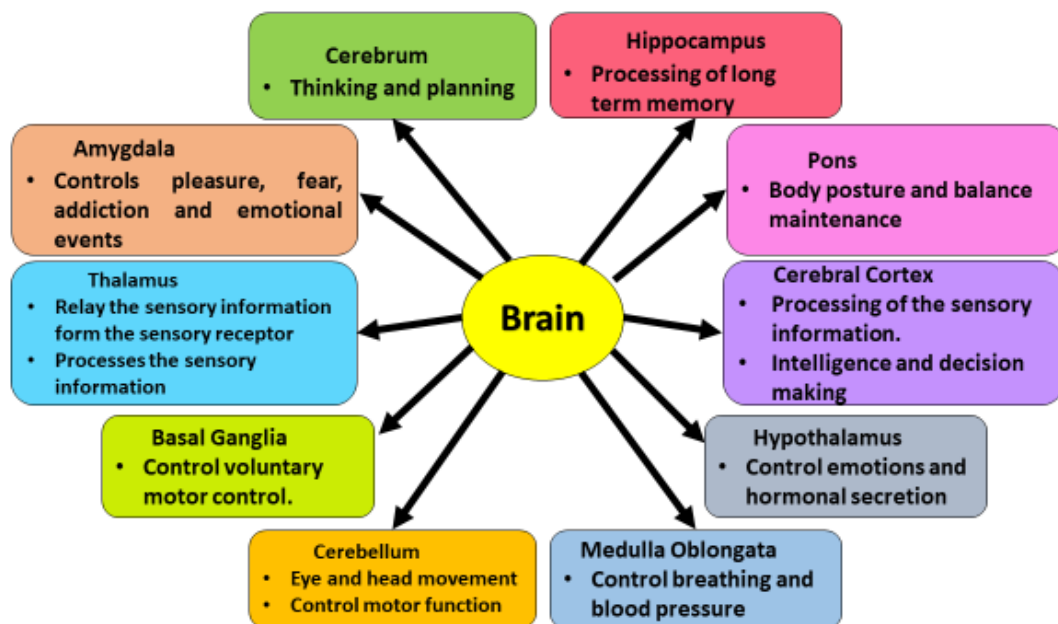 Cerebrum
• Thinking and planning
Hippocampus
• Processing of long
term memory
Amygdala
• Controls pleasure, fear,
addiction and emotional
events
Pons
• Body posture and balance
maintenance
Thalamus
• Relay the sensory information
form the sensory receptor
• Processes the sensory
information
Brain
Cerebral Cortex
• Processing of the sensory
information.
• Intelligence and decision
making
Basal Ganglia
• Control voluntary
motor control.
Hypothalamus
• Control emotions and
hormonal secretion
Cerebellum
• Eye and head movement
• Control motor function
Medulla Oblongata
• Control breathing and
blood pressure